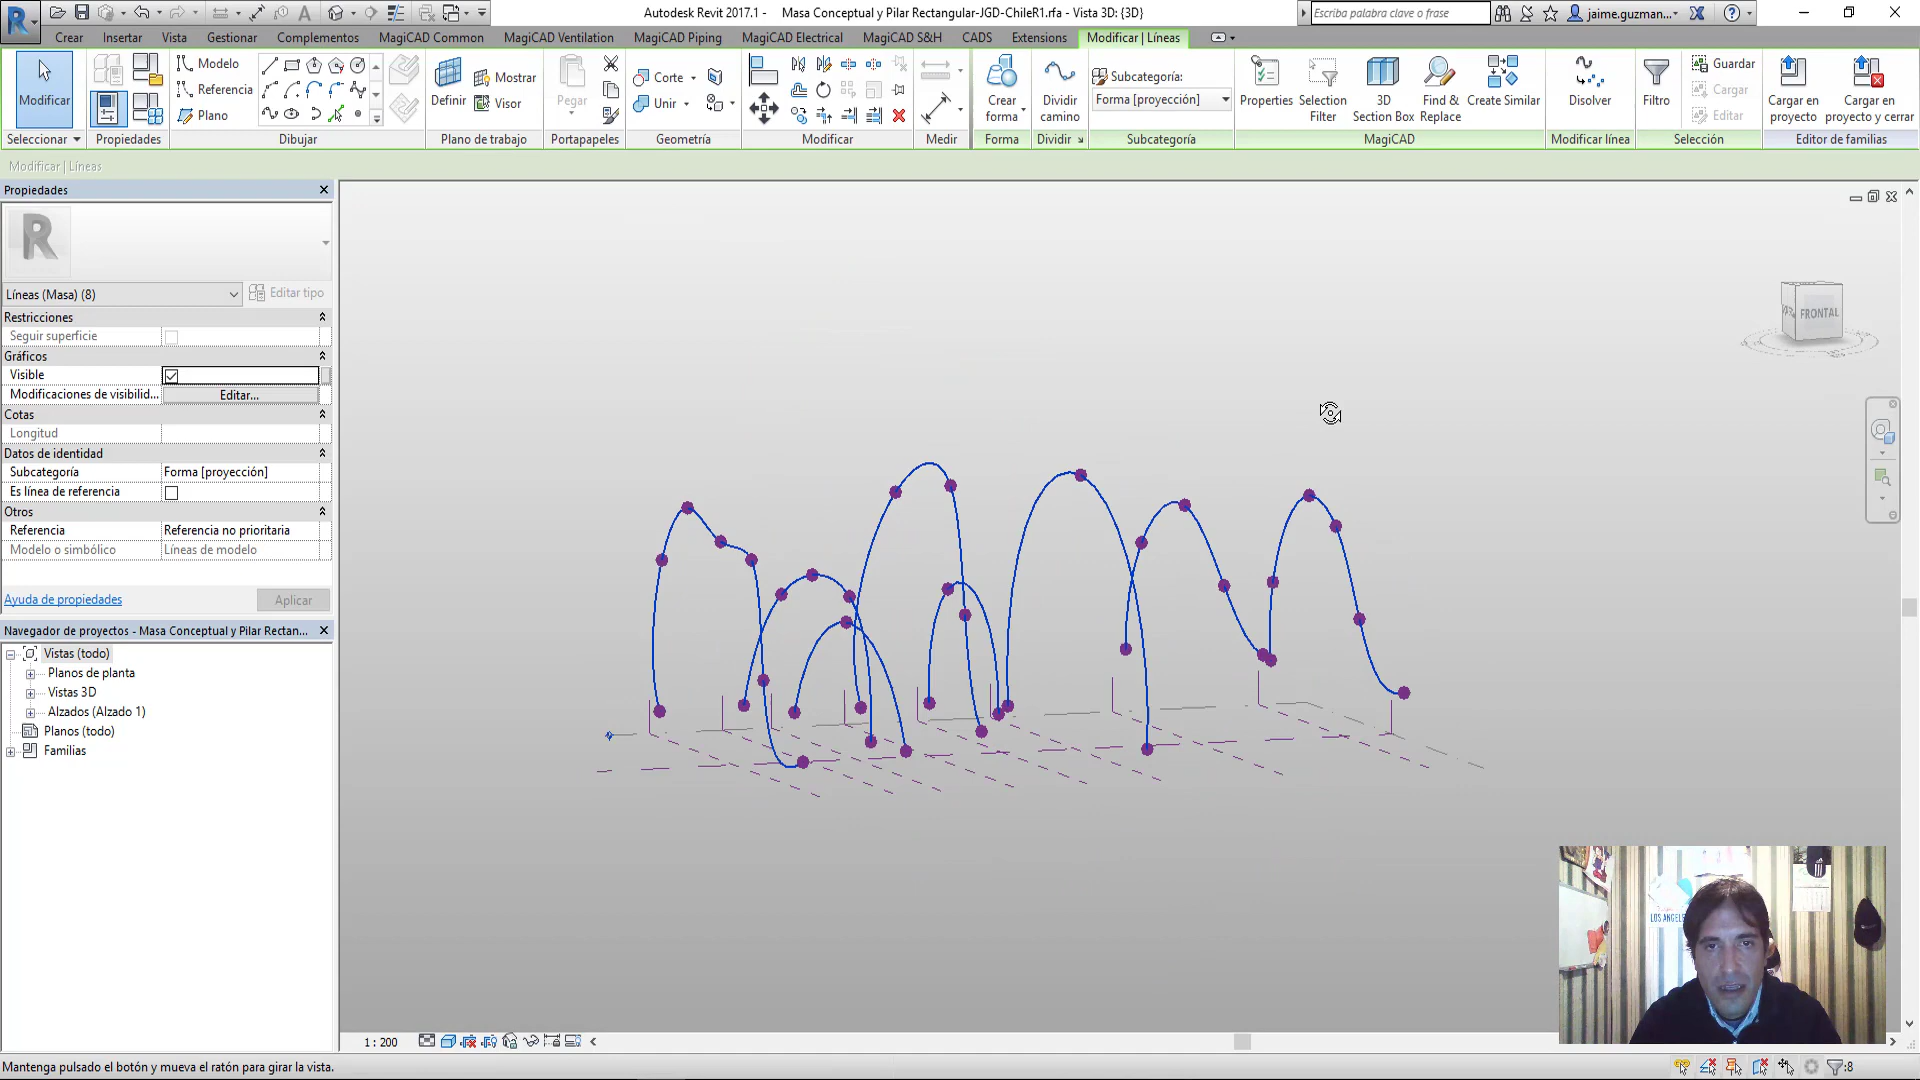 Autodesk Revit 2017.1 - Masa Conceptual y Pilar Rectangular-JGD-ChileR1.rfa - Vista 3D: {3D}
Escriba palabra clave o frase
jaime.guzman...
Crear Insertar Vista Gestionar Complementos MagiCAD Common MagiCAD Ventilation MagiCAD Piping MagiCAD Electrical MagiCAD S&H CADS Extensions Modificar | Líneas
Modificar
Seleccionar
Propiedades
Modelo
Referencia
Plano
Dibujar
Definir
Mostrar
Visor
Plano de trabajo
Pegar
Portapapeles
Corte
Unir
Geometría
Modificar
Medir
Crear forma
Forma
Dividir camino
Dividir
Subcategoría:
Forma [proyección]
Subcategoría
Properties
Selection Filter
3D Section Box
Find & Replace
Create Similar
MagiCAD
Disolver
Modificar línea
Filtro
Guardar
Cargar
Editar
Selección
Cargar en proyecto
Cargar en proyecto y cerrar
Editor de familias
Modificar | Líneas
Propiedades
R
Líneas (Masa) (8)
Editar tipo
Restricciones
Seguir superficie
Gráficos
Visible
Modificaciones de visibilid... Editar...
Cotas
Longitud
Datos de identidad
Subcategoría Forma [proyección]
Es línea de referencia
Otros
Referencia Referencia no prioritaria
Modelo o simbólico Líneas de modelo
Ayuda de propiedades Aplicar
Navegador de proyectos - Masa Conceptual y Pilar Rectan...
Vistas (todo)
Planos de planta
Vistas 3D
Alzados (Alzado 1)
Planos (todo)
Familias
FRONTAL
LOS ANGELES
1 : 200
Mantenga pulsado el botón y mueva el ratón para girar la vista.
:8